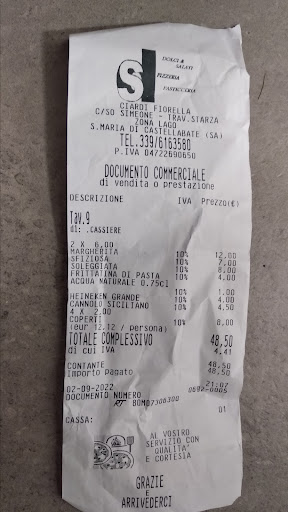 S
DOLCI &
SALATI
PIZZERIA
PASTICCERIA
CIARDI FIORELLA
C/SO SIMEONE - TRAV.STARZA
ZONA LAGO
S.MARIA DI CASTELLABATE (SA)
TEL.339/6163580
P.IVA 04722690650
DOCUMENTO COMMERCIALE
di vendita o prestazione
DESCRIZIONE IVA Prezzo(€)
Tav.9
di: .CASSIERE
2 X 6,00
MARGHERITA 10% 12,00
SFIZIOSA 10% 7,00
SOLEGGIATA 10% 8,00
FRITTATINA DI PASTA 10% 4,00
ACQUA NATURALE 0.75cl
10% 1,00
HEINEKEN GRANDE 10% 4,00
CANNOLO SICILIANO 10% 4,50
4 X 2,00
COPERTI 10% 8,00
(eur 12,12 / persona)
TOTALE COMPLESSIVO 48,50
di cui IVA 4,41
CONTANTE 48,50
Importo Pagato 48,50
02-09-2022 21:07
DOCUMENTO NUMERO 0692-0005
RT
01
CASSA:
AL VOSTRO
SERVIZIO CON
QUALITA'
E CORTESIA
GRAZIE
E
ARRIVEDERCI